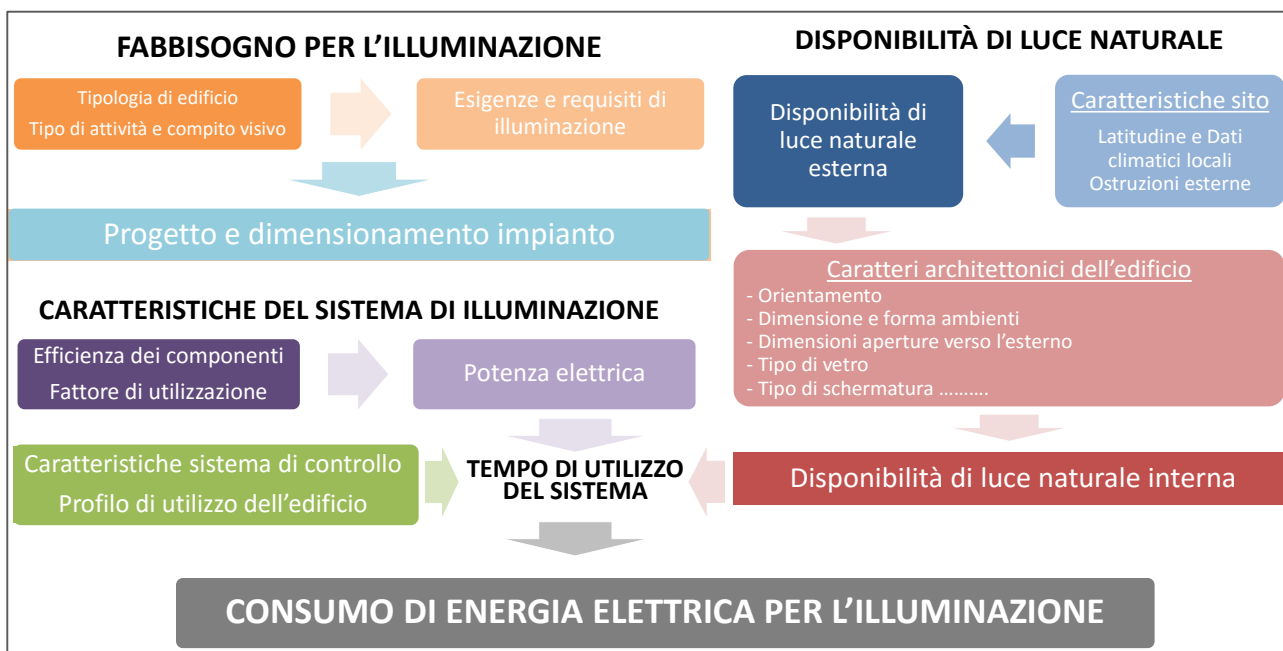 FABBISOGNO PER L’ILLUMINAZIONE
Tipologia di edificio
Tipo di attività e compito visivo
Esigenze e requisiti di
illuminazione
Progetto e dimensionamento impianto
CARATTERISTICHE DEL SISTEMA DI ILLUMINAZIONE
Efficienza dei componenti
Fattore di utilizzazione
Potenza elettrica
Caratteristiche sistema di controllo
Profilo di utilizzo dell’edificio
TEMPO DI UTILIZZO
DEL SISTEMA
DISPONIBILITÀ DI LUCE NATURALE
Disponibilità di
luce naturale
esterna
Caratteristiche sito
Latitudine e Dati
climatici locali
Ostruzioni esterne
Caratteri architettonici dell’edificio
- Orientamento
- Dimensione e forma ambienti
- Dimensioni aperture verso l’esterno
- Tipo di vetro
- Tipo di schermatura ……….
Disponibilità di luce naturale interna
CONSUMO DI ENERGIA ELETTRICA PER L’ILLUMINAZIONE